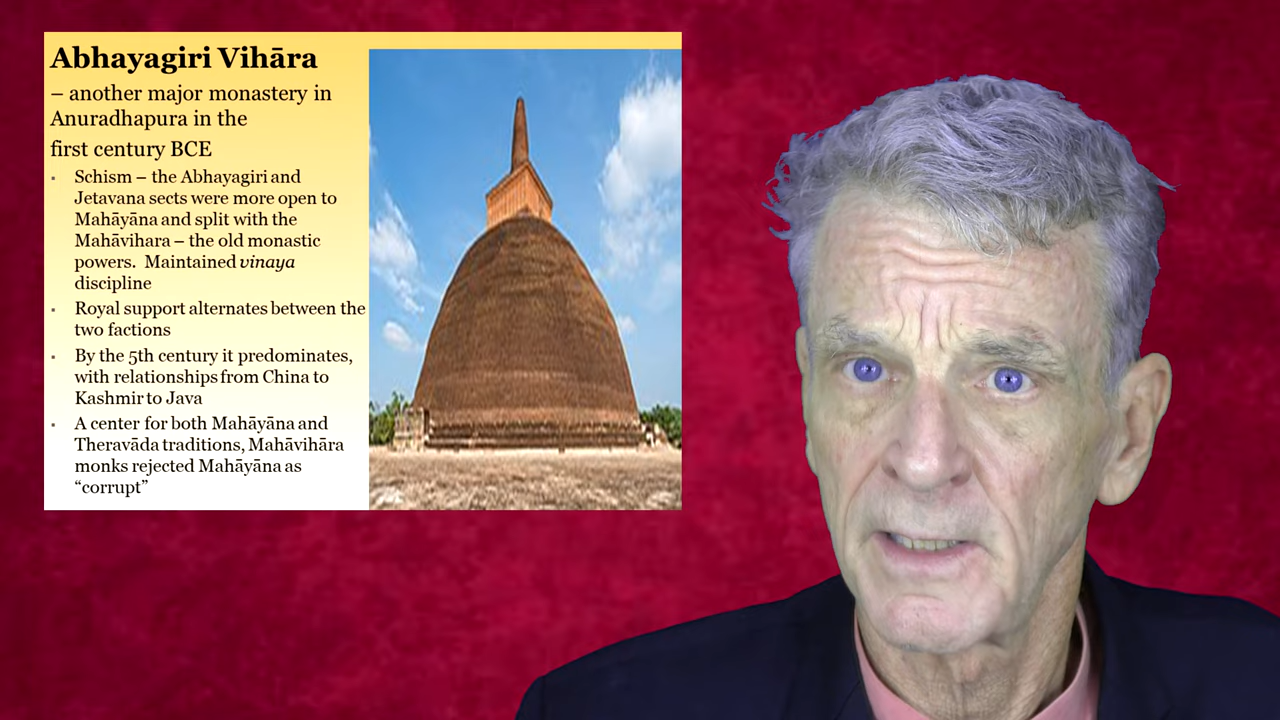 Abhayagiri Vihāra
– another major monastery in
Anuradhapura in the
first century BCE
▪ Schism – the Abhayagiri and
Jetavana sects were more open to
Mahāyāna and split with the
Mahāvihara – the old monastic
powers. Maintained vinaya
discipline
▪ Royal support alternates between the
two factions
▪ By the 5th century it predominates,
with relationships from China to
Kashmir to Java
▪ A center for both Mahāyāna and
Theravāda traditions, Mahāvihāra
monks rejected Mahāyāna as
“corrupt”